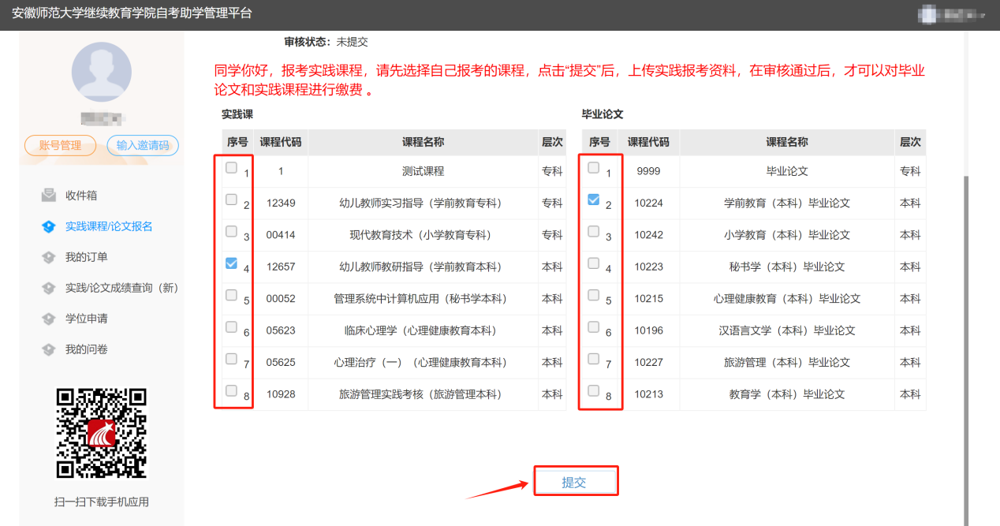 安徽师范大学继续教育学院自考助学管理平台
账号管理
输入邀请码
收件箱
实践课程/论文报名
我的订单
实践/论文成绩查询（新）
学位申请
我的问卷
扫一扫下载手机应用
审核状态：未提交
同学你好，报考实践课程，请先选择自己报考的课程，点击“提交”后，上传实践报考资料，在审核通过后，才可以对毕业
论文和实践课程进行缴费 。
实践课
序号 课程代码 课程名称 层次
1 1 测试课程 专科
2 12349 幼儿教师实习指导（学前教育专科） 专科
3 00414 现代教育技术（小学教育专科） 专科
4 12657 幼儿教师教研指导（学前教育本科） 本科
5 00052 管理系统中计算机应用（秘书学本科） 本科
6 05623 临床心理学（心理健康教育本科） 本科
7 05625 心理治疗（一）（心理健康教育本科） 本科
8 10928 旅游管理实践考核（旅游管理本科） 本科
毕业论文
序号 课程代码 课程名称 层次
1 9999 毕业论文 专科
2 10224 学前教育（本科）毕业论文 本科
3 10242 小学教育（本科）毕业论文 本科
4 10223 秘书学（本科）毕业论文 本科
5 10215 心理健康教育（本科）毕业论文 本科
6 10196 汉语言文学（本科）毕业论文 本科
7 10227 旅游管理（本科）毕业论文 本科
8 10213 教育学（本科）毕业论文 本科
提交